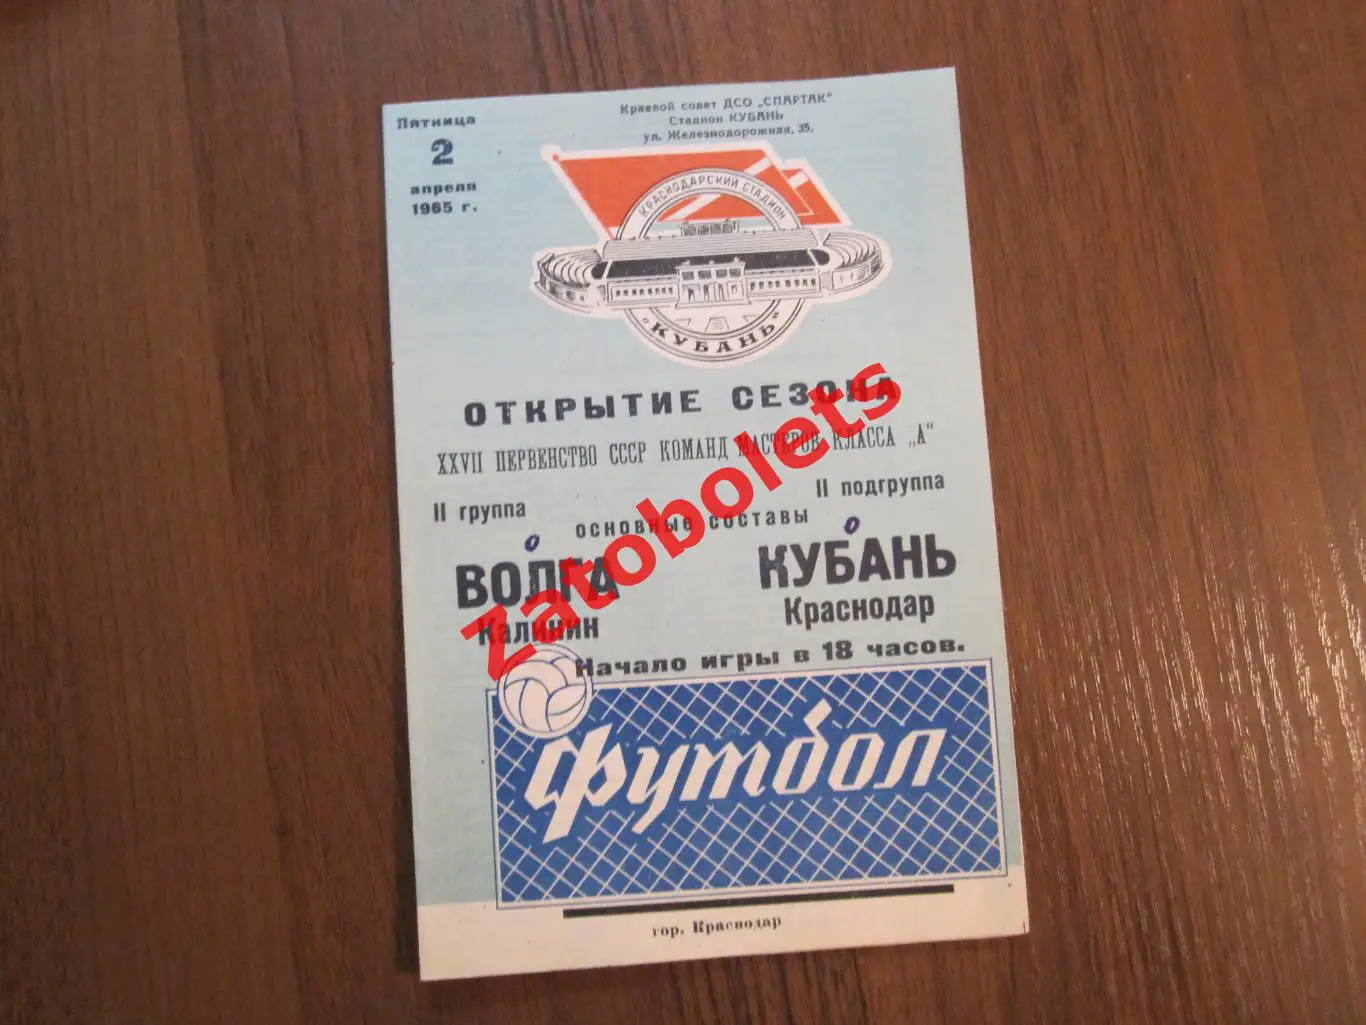 Краевой совет ДСО „СПАРТАК"
Стадион КУБАНЬ
ул. Железнодорожная, 35.
Пятница
2
апреля
1965 г.
КРАСНОДАРСКИЙ СТАДИОН
"КУБАНЬ"
ОТКРЫТИЕ СЕЗОНА
XXVII ПЕРВЕНСТВО СССР КОМАНД МАСТЕРОВ КЛАССА „А"
II группа
II подгруппа
основные составы
0
0
ВОЛГА
КУБАНЬ
Калинин
Краснодар
Начало игры в 18 часов.
Футбол
гор. Краснодар
Zatobolets